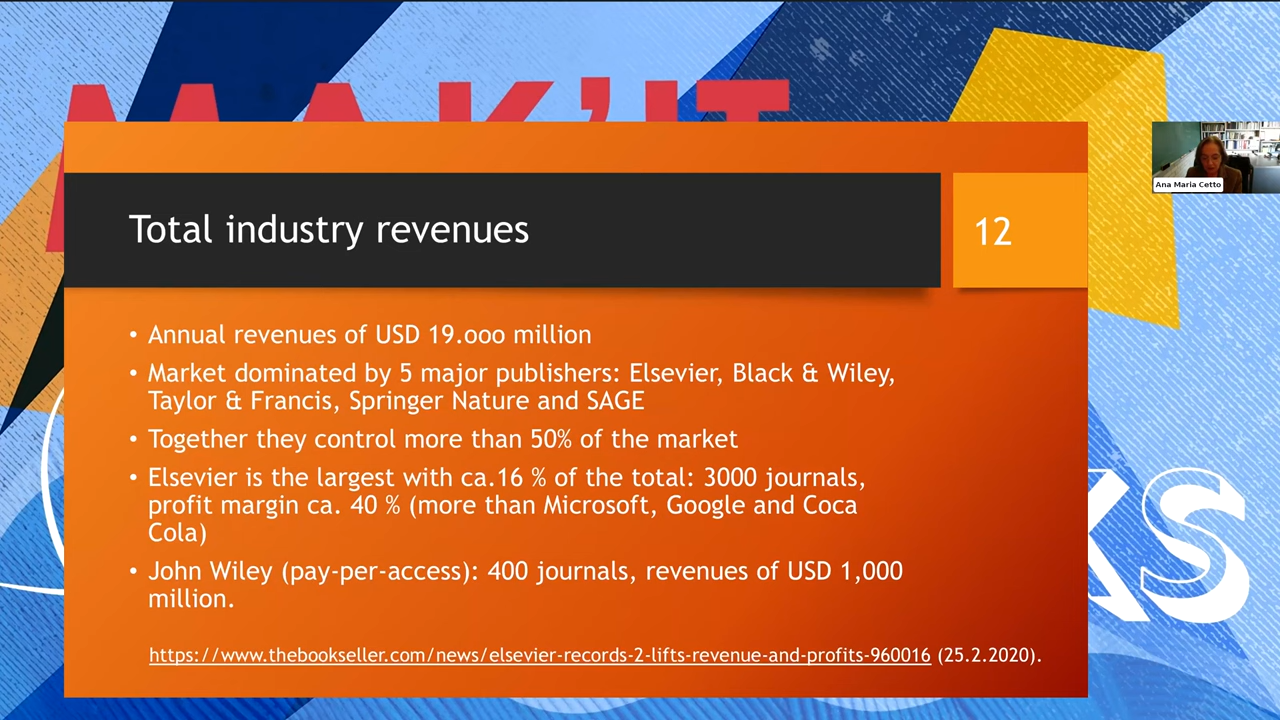 MAK'IT
Total industry revenues
12
Ana Maria Cetto
• Annual revenues of USD 19.ooo million
• Market dominated by 5 major publishers: Elsevier, Black & Wiley,
Taylor & Francis, Springer Nature and SAGE
• Together they control more than 50% of the market
• Elsevier is the largest with ca.16 % of the total: 3000 journals,
profit margin ca. 40 % (more than Microsoft, Google and Coca
Cola)
• John Wiley (pay-per-access): 400 journals, revenues of USD 1,000
million.
https://www.thebookseller.com/news/elsevier-records-2-lifts-revenue-and-profits-960016 (25.2.2020).